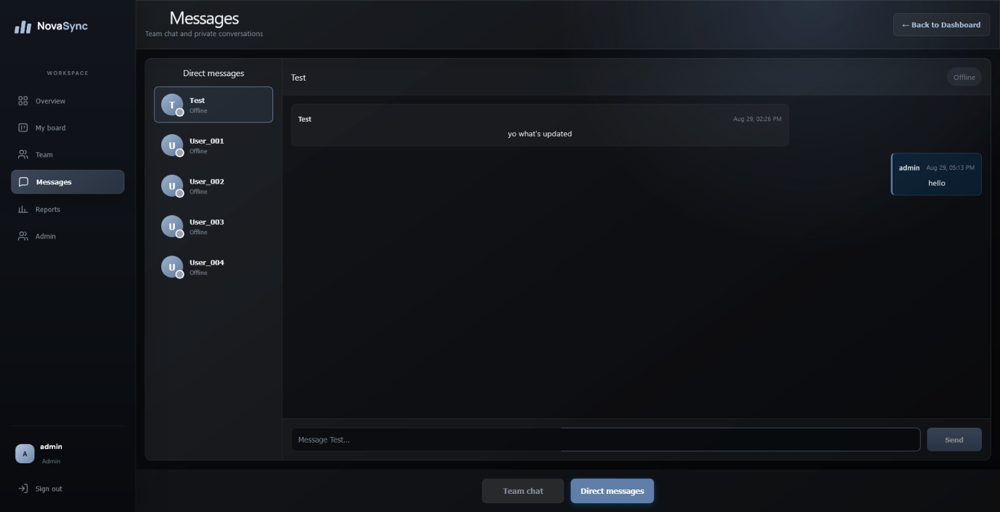 NovaSync
WORKSPACE
Overview
My board
Team
Messages
Reports
Admin
A
admin
Admin
Sign out
Messages
Team chat and private conversations
← Back to Dashboard
Direct messages
T
Test
Offline
U
User_001
Offline
U
User_002
Offline
U
User_003
Offline
U
User_004
Offline
Test
Offline
Test Aug 29, 02:26 PM
yo what's updated
admin Aug 29, 05:13 PM
hello
Message Test...
Send
Team chat
Direct messages